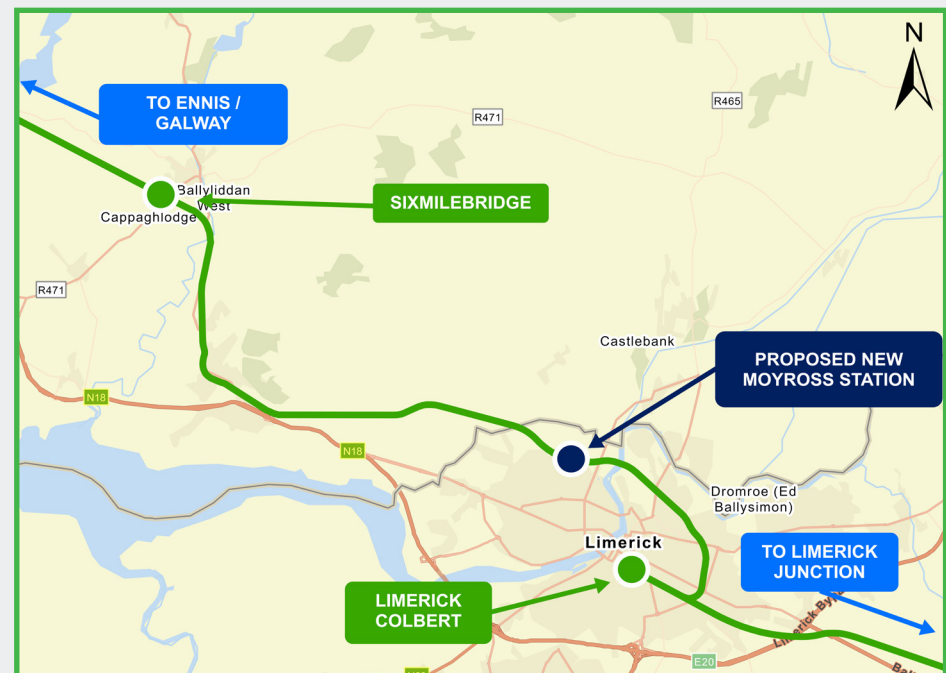 N
TO ENNIS /
GALWAY
R465
R471
Ballyliddan
West
SIXMILEBRIDGE
Cappaghlodge
R471
Castlebank
PROPOSED NEW
MOYROSS STATION
N18
N18
Dromroe (Ed
Ballysimon)
Limerick
TO LIMERICK
JUNCTION
LIMERICK
COLBERT
Limerick
E20